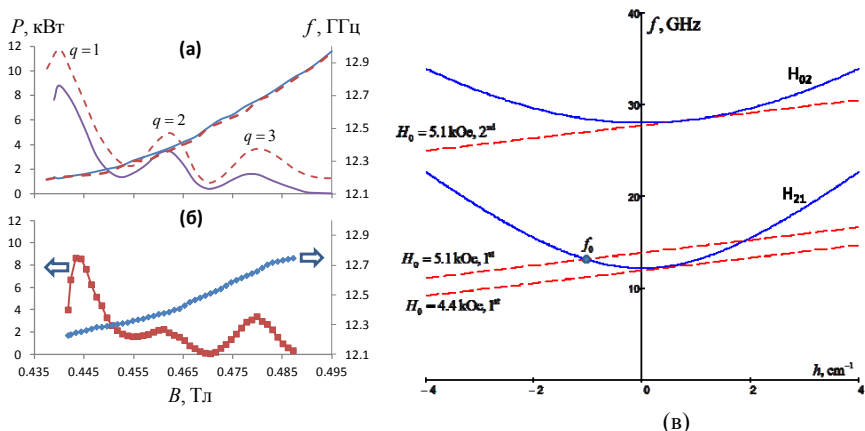 P, кВт
f, ГГц
(а)
q = 1
q = 2
q = 3
12
10
8
6
4
2
0
12.9
12.7
12.5
12.3
12.1
(б)
12
10
8
6
4
2
0
12.9
12.7
12.5
12.3
12.1
0.435 0.445 0.455 0.465 0.475 0.485 0.495
B, Тл
f, GHz
40
30
20
10
H₀₂
H₀ = 5.1 kOe, 2ⁿᵈ
H₂₁
f₀
H₀ = 5.1 kOe, 1ˢᵗ
H₀ = 4.4 kOe, 1ˢᵗ
h, cm⁻¹
−4 −2 0 2 4
(в)